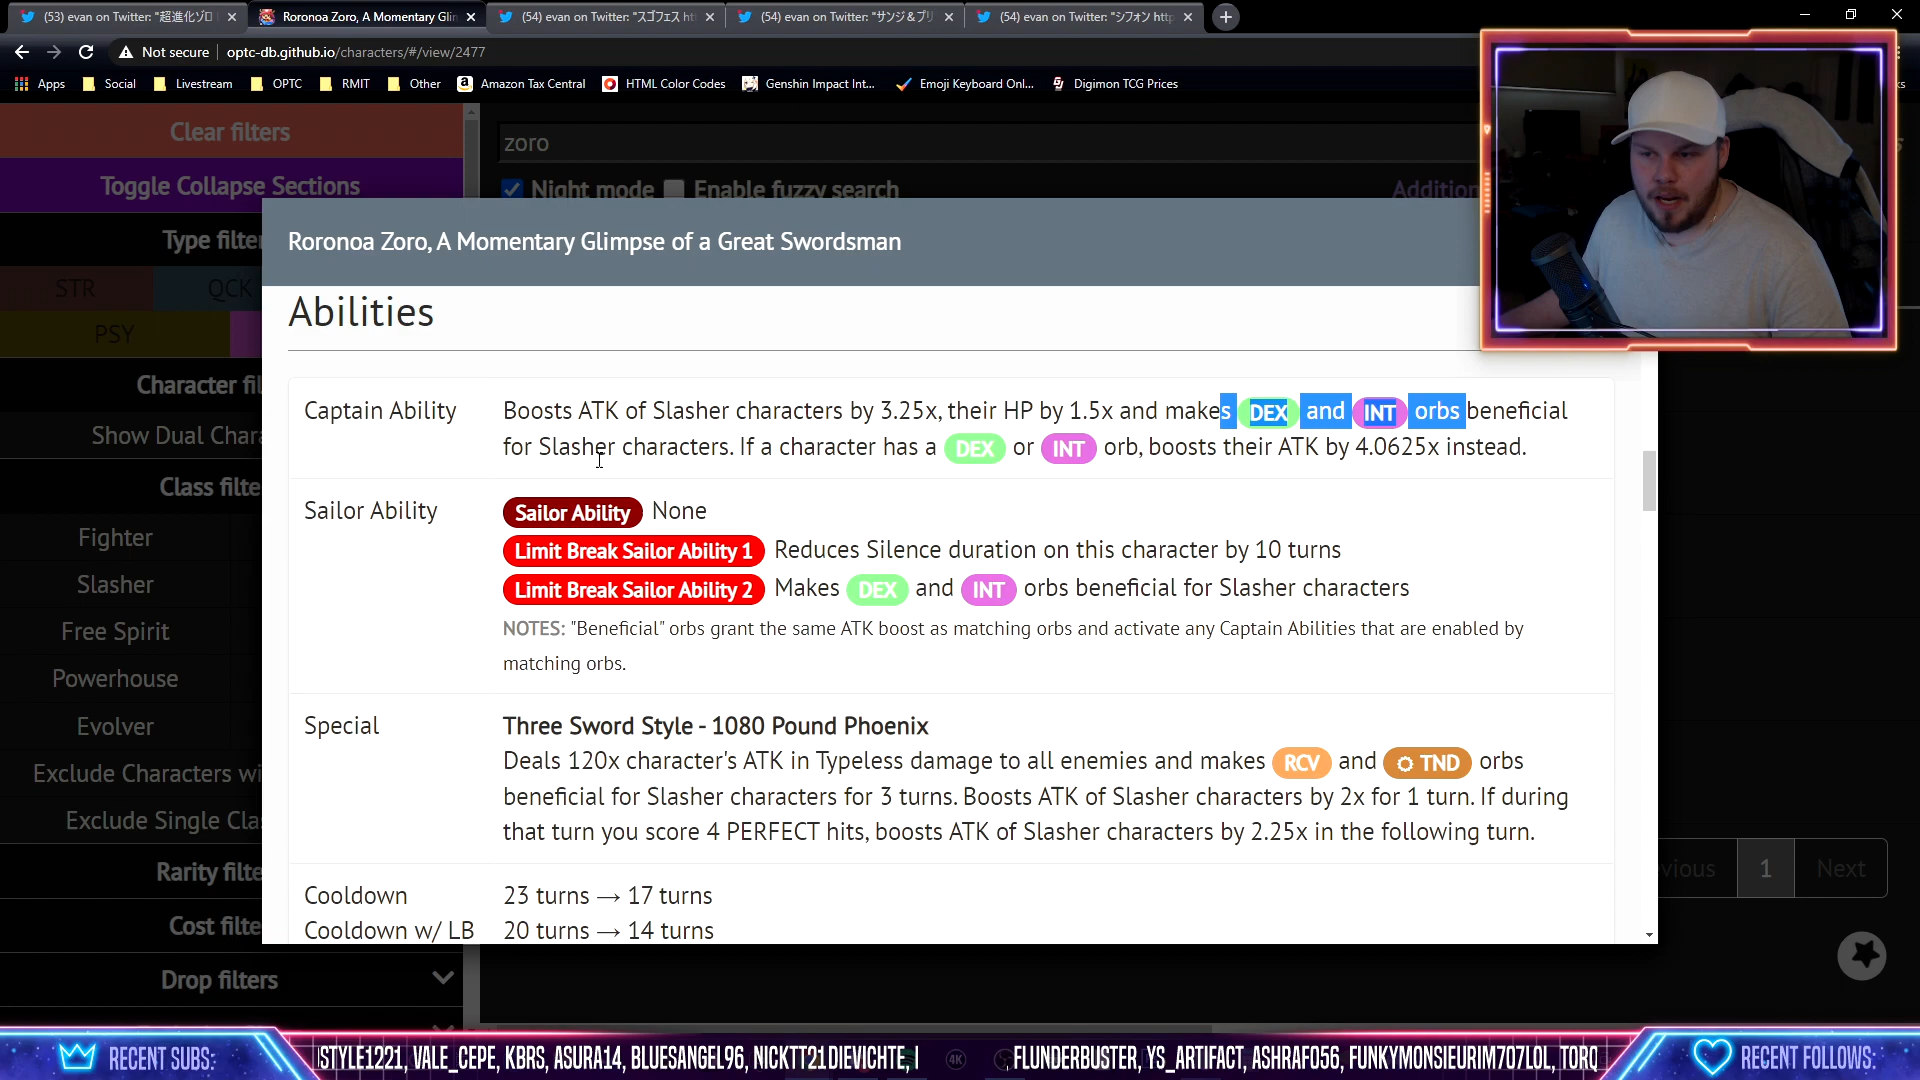 (53) evan on Twitter: "超進化ゾロ
Roronoa Zoro, A Momentary Glim
(54) evan on Twitter: "スゴフェス htt
(54) evan on Twitter: "サンジ＆プリ
(54) evan on Twitter: "シフォン http
Not secure optc-db.github.io/characters/#/view/2477
Apps Social Livestream OPTC RMIT Other Amazon Tax Central HTML Color Codes Genshin Impact Int... Emoji Keyboard Onl... Digimon TCG Prices
Clear filters
zoro
Toggle Collapse Sections
Night mode Enable fuzzy search Addition
Type filter
STR QCK
PSY
Character fil
Show Dual Chara
Class filte
Fighter
Slasher
Free Spirit
Powerhouse
Evolver
Exclude Characters wi
Exclude Single Cla
Rarity filte
Cost filte
Drop filters
Roronoa Zoro, A Momentary Glimpse of a Great Swordsman
Abilities
Captain Ability Boosts ATK of Slasher characters by 3.25x, their HP by 1.5x and makes DEX and INT orbs beneficial
for Slasher characters. If a character has a DEX or INT orb, boosts their ATK by 4.0625x instead.
Sailor Ability Sailor Ability None
Limit Break Sailor Ability 1 Reduces Silence duration on this character by 10 turns
Limit Break Sailor Ability 2 Makes DEX and INT orbs beneficial for Slasher characters
NOTES: "Beneficial" orbs grant the same ATK boost as matching orbs and activate any Captain Abilities that are enabled by
matching orbs.
Special Three Sword Style - 1080 Pound Phoenix
Deals 120x character's ATK in Typeless damage to all enemies and makes RCV and TND orbs
beneficial for Slasher characters for 3 turns. Boosts ATK of Slasher characters by 2x for 1 turn. If during
that turn you score 4 PERFECT hits, boosts ATK of Slasher characters by 2.25x in the following turn.
Cooldown 23 turns → 17 turns
Cooldown w/ LB 20 turns → 14 turns
vious 1 Next
RECENT SUBS: STYLE1221, VALE_CEPE, KBRS, ASURA14, BLUESANGEL96, NICKTT21DIEVICHTE,
4K
FLUNDERBUSTER, YS_ARTIFACT, ASHRAF056, FUNKYMONSIEURIM707LOL, TORQ RECENT FOLLOWS: